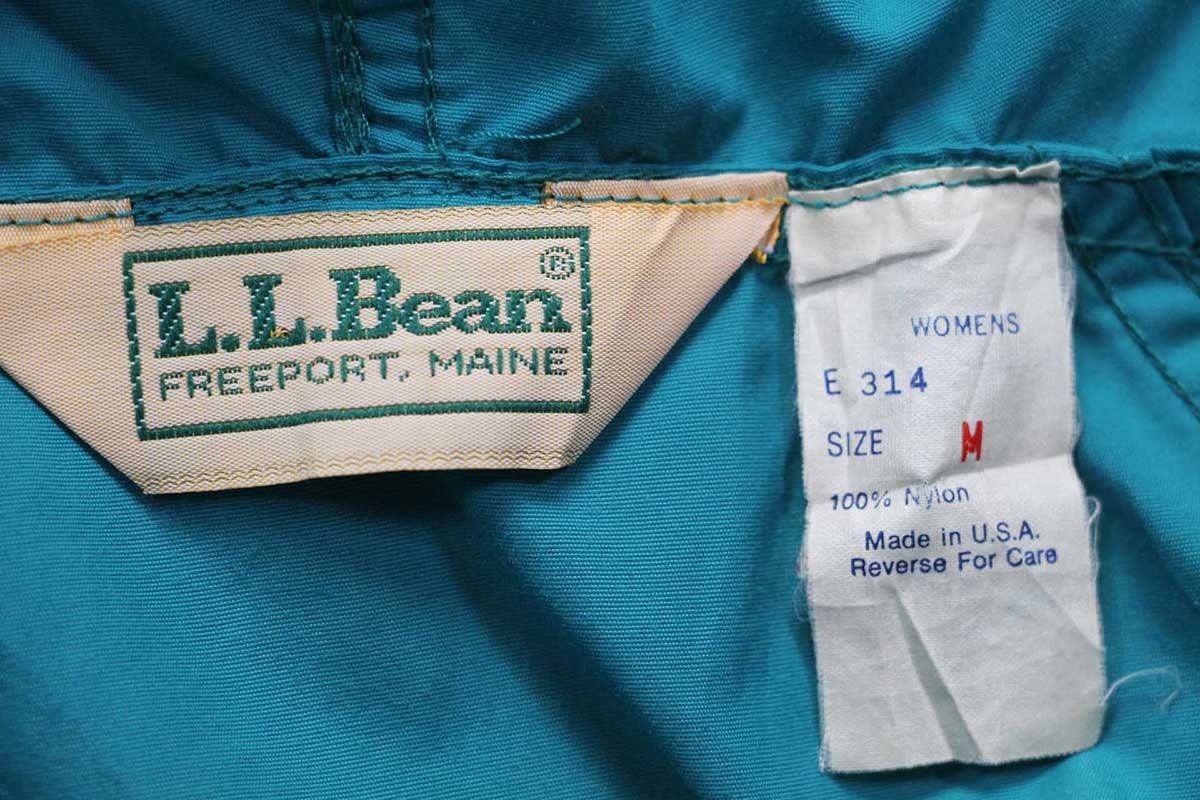 L.L.Bean®
FREEPORT, MAINE
WOMENS
E 314
SIZE M
100% Nylon
Made in U.S.A.
Reverse For Care